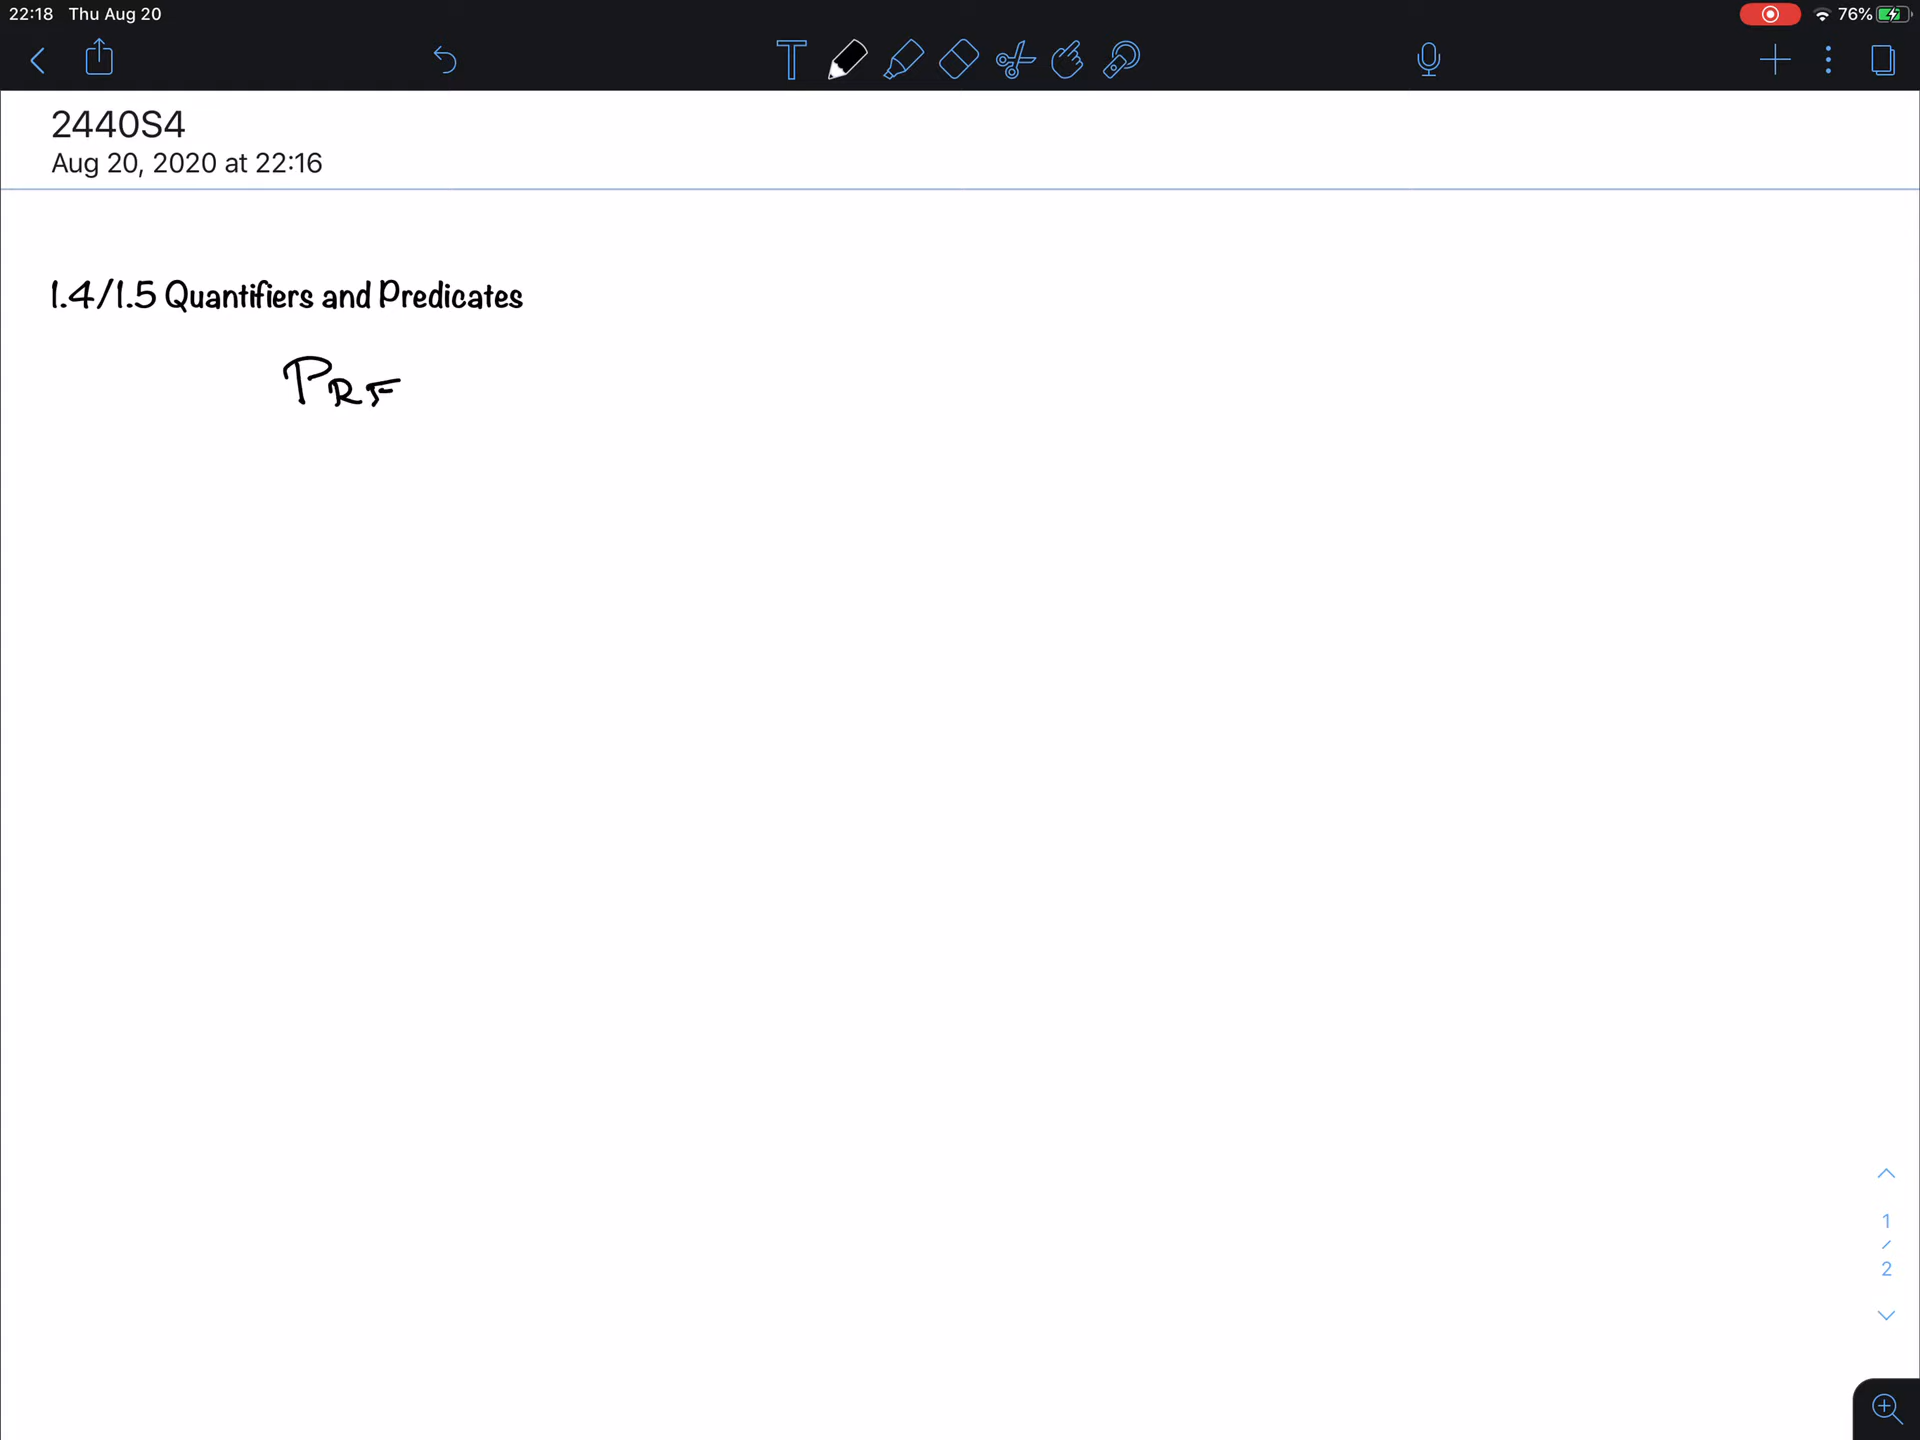 22:18 Thu Aug 20
76%
2440S4
Aug 20, 2020 at 22:16
1.4/1.5 Quantifiers and Predicates
PRF
1
/
2